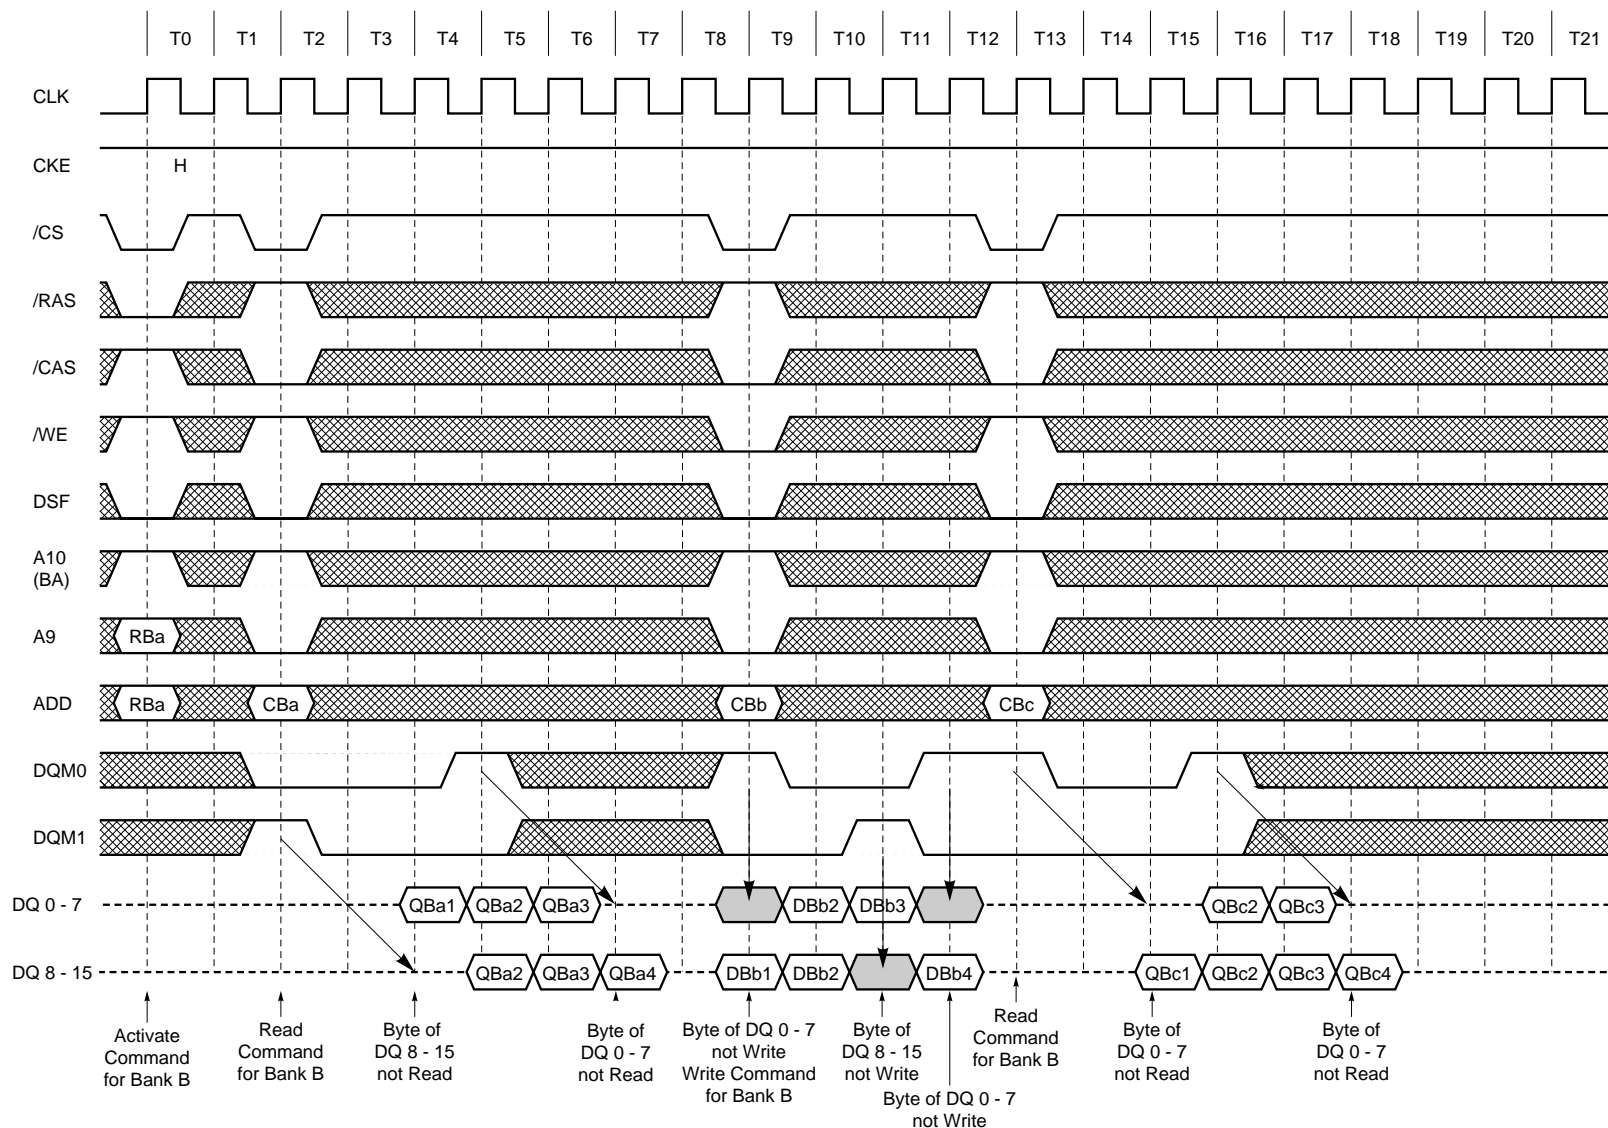 T0 T1 T2 T3 T4 T5 T6 T7 T8 T9 T10 T11 T12 T13 T14 T15 T16 T17 T18 T19 T20 T21
CLK
CKE H
/CS
/RAS
/CAS
/WE
DSF
A10
(BA)
A9 RBa
ADD RBa CBa CBb CBc
DQM0
DQM1
DQ 0 - 7 QBa1 QBa2 QBa3 DBb2 DBb3 QBc2 QBc3
DQ 8 - 15 QBa2 QBa3 QBa4 DBb1 DBb2 DBb4 QBc1 QBc2 QBc3 QBc4
Activate
Command
for Bank B
Read
Command
for Bank B
Byte of
DQ 8 - 15
not Read
Byte of
DQ 0 - 7
not Read
Byte of DQ 0 - 7
not Write
Write Command
for Bank B
Byte of
DQ 8 - 15
not Write
Byte of DQ 0 - 7
not Write
Read
Command
for Bank B
Byte of
DQ 0 - 7
not Read
Byte of
DQ 0 - 7
not Read